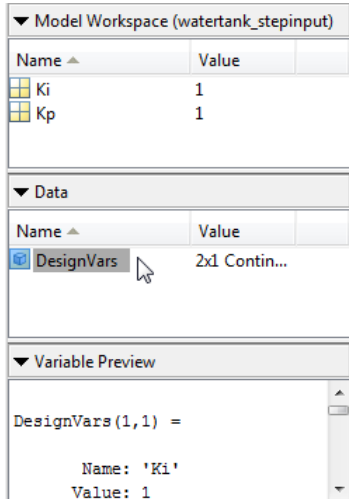 Model Workspace (watertank_stepinput)
Name Value
Ki 1
Kp 1
Data
Name Value
DesignVars 2x1 Contin...
Variable Preview
DesignVars(1,1) =
Name: 'Ki'
Value: 1